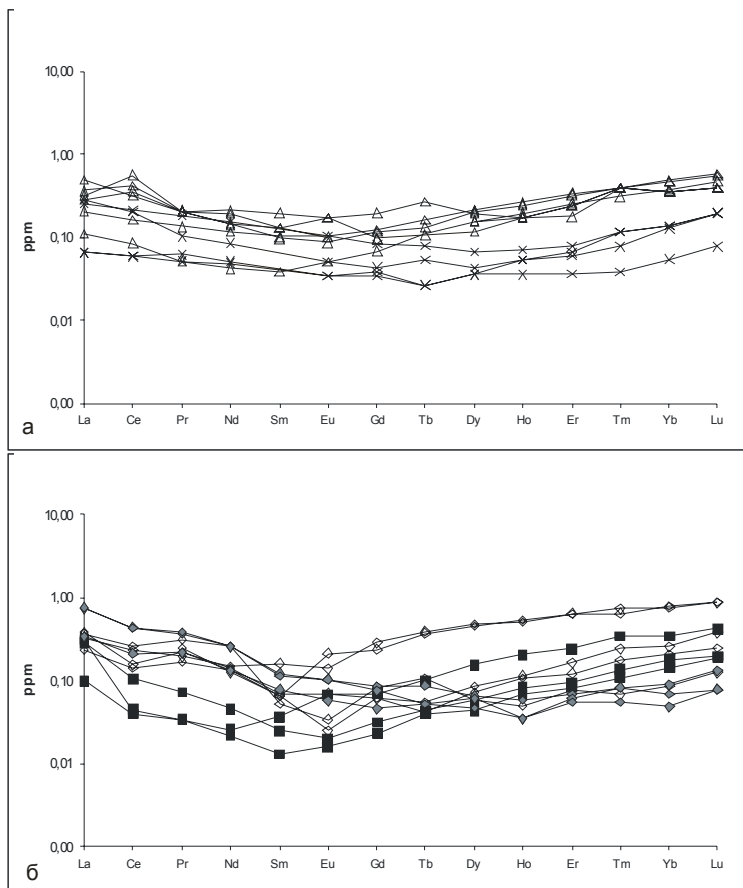 10,00
1,00
0,10
0,01
0,00
ppm
La Ce Pr Nd Sm Eu Gd Tb Dy Ho Er Tm Yb Lu
а
10,00
1,00
0,10
0,01
0,00
ppm
La Ce Pr Nd Sm Eu Gd Tb Dy Ho Er Tm Yb Lu
б